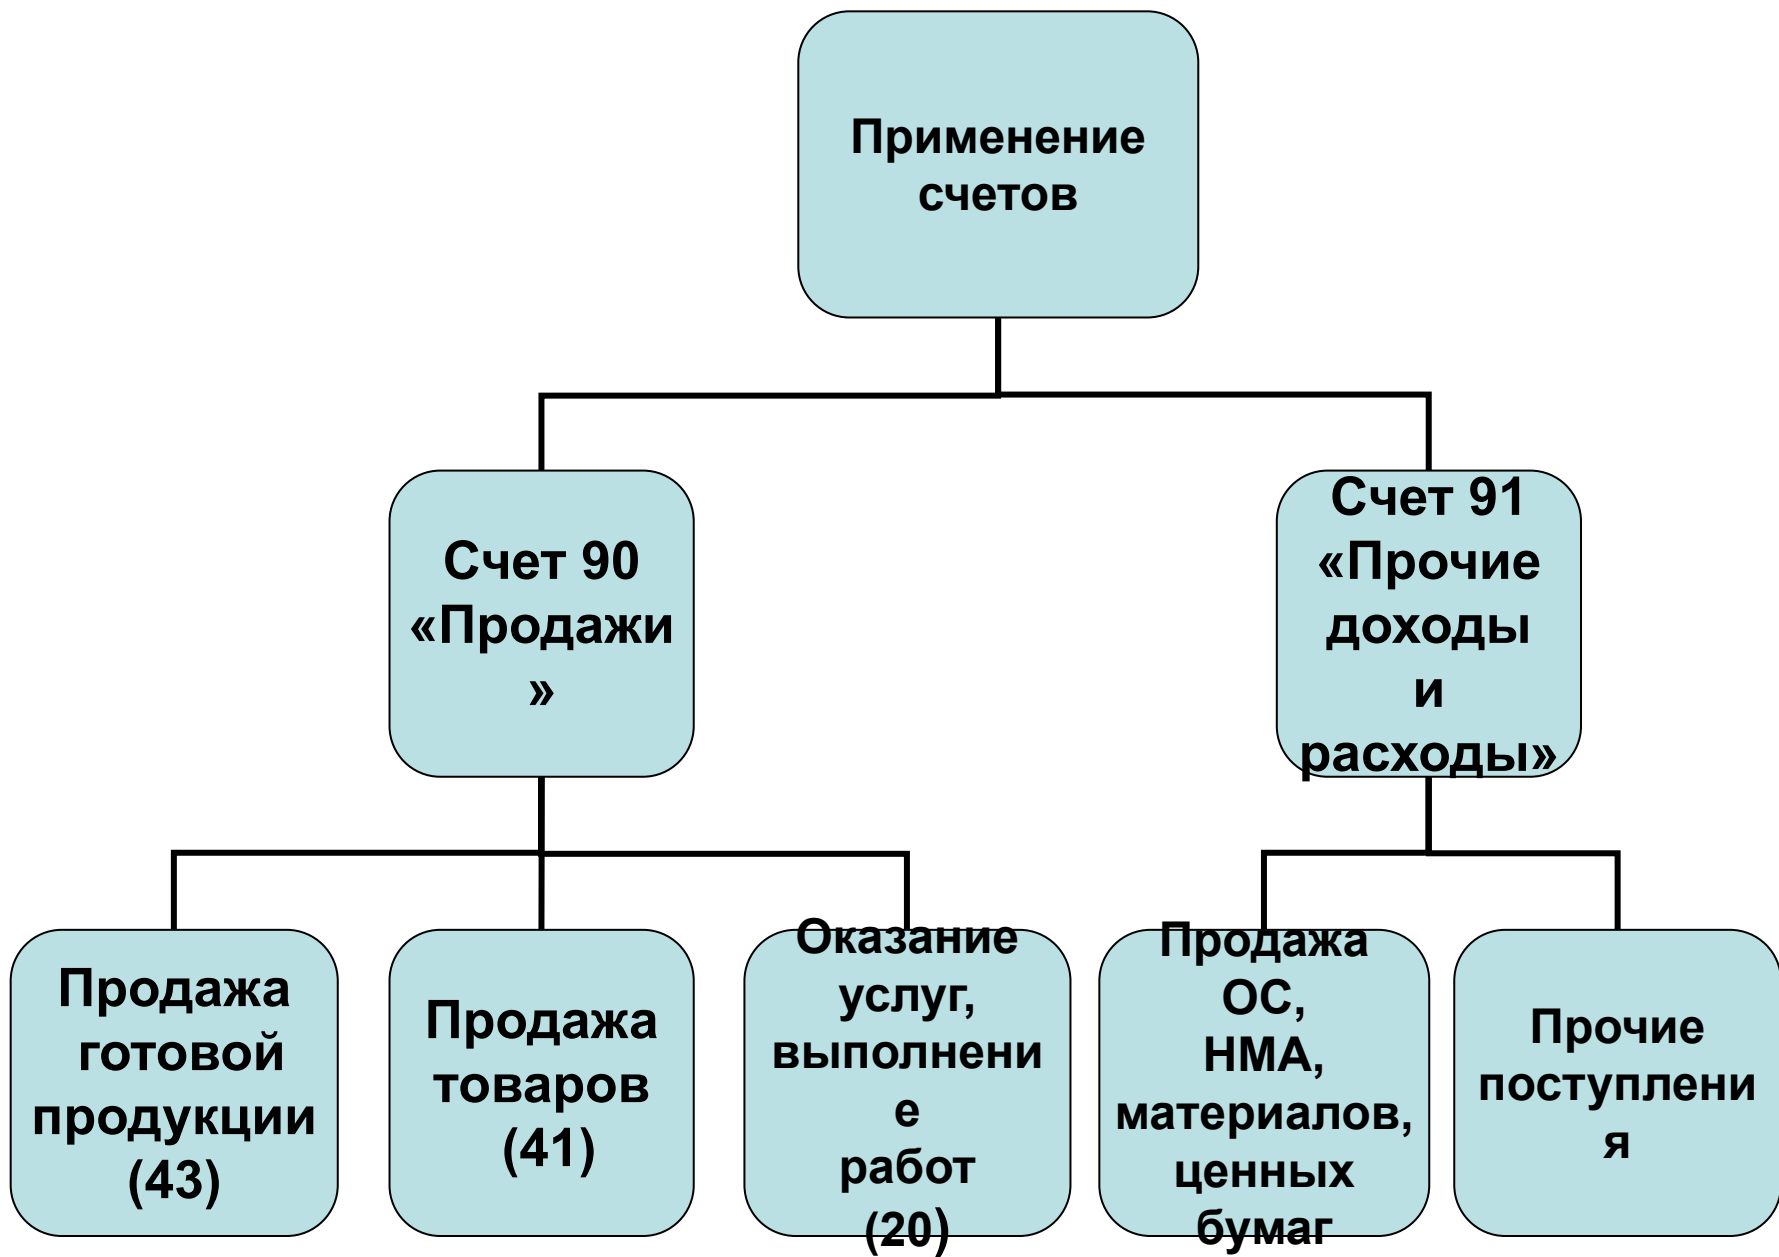 Применение
счетов
Счет 90
«Продажи
»
Счет 91
«Прочие
доходы
и
расходы»
Продажа
готовой
продукции
(43)
Продажа
товаров
(41)
Оказание
услуг,
выполнени
е
работ
(20)
Продажа
ОС,
НМА,
материалов,
ценных
бумаг
Прочие
поступлени
я